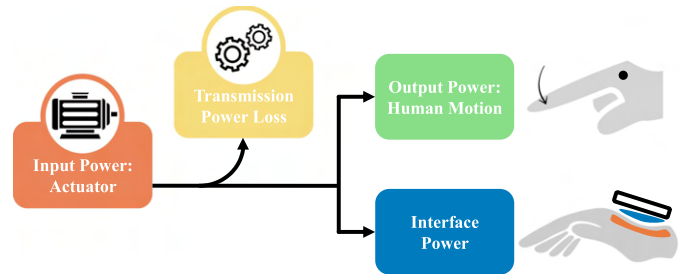 Transmission
Power Loss
Input Power:
Actuator
Output Power:
Human Motion
Interface
Power